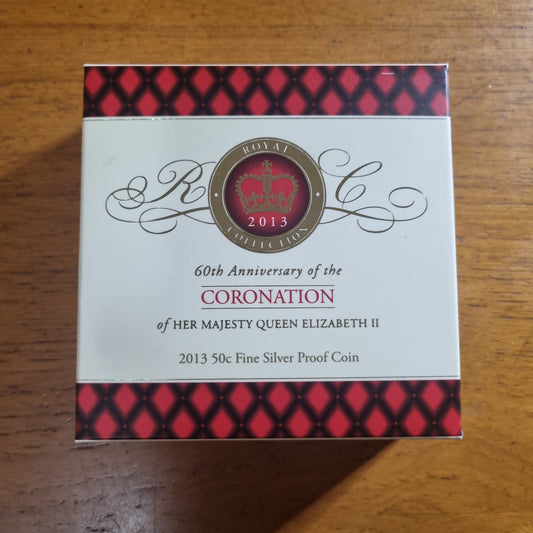 ROYAL
R C
2013
COLLECTION
60th Anniversary of the
CORONATION
of HER MAJESTY QUEEN ELIZABETH II
2013 50c Fine Silver Proof Coin